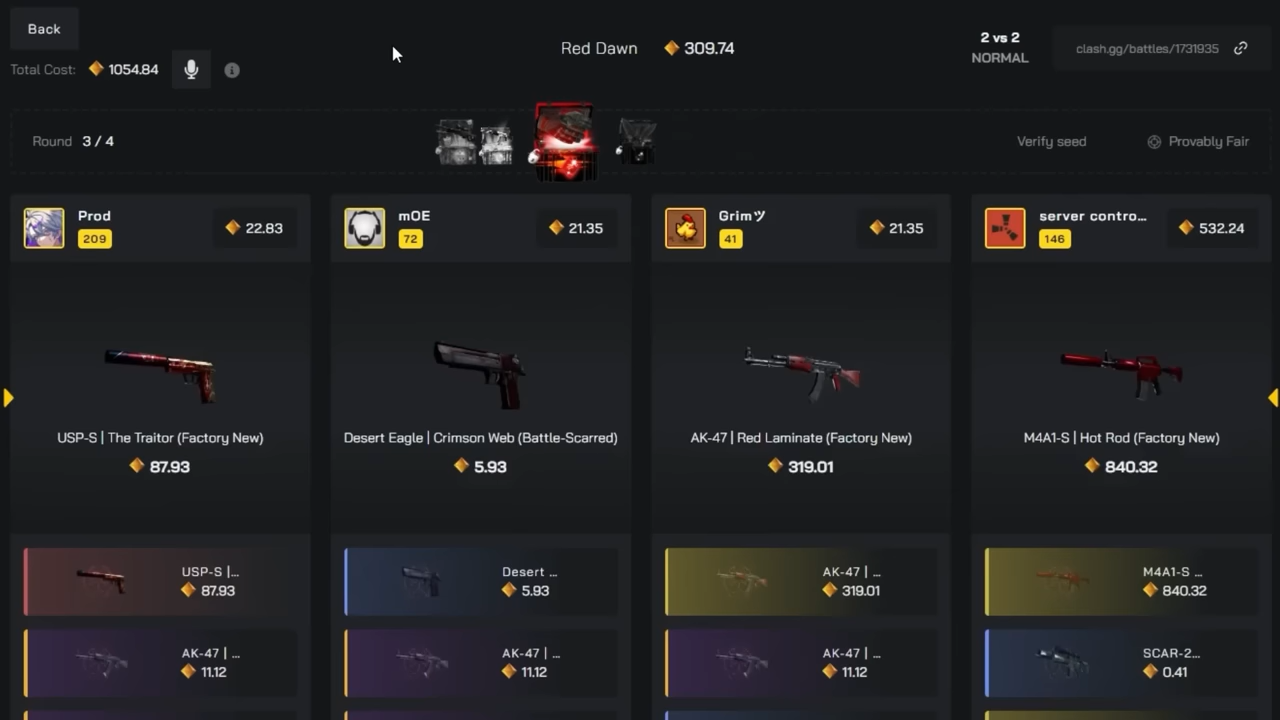 Back
Total Cost: 1054.84
Red Dawn 309.74
2 vs 2
NORMAL
clash.gg/battles/1731935
Round 3 / 4
Verify seed
Provably Fair
Prod
209
22.83
mOE
72
21.35
Grimツ
41
21.35
server contro...
146
532.24
USP-S | The Traitor (Factory New)
87.93
Desert Eagle | Crimson Web (Battle-Scarred)
5.93
AK-47 | Red Laminate (Factory New)
319.01
M4A1-S | Hot Rod (Factory New)
840.32
USP-S |...
87.93
Desert ...
5.93
AK-47 | ...
319.01
M4A1-S ...
840.32
AK-47 | ...
11.12
AK-47 | ...
11.12
AK-47 | ...
11.12
SCAR-2...
0.41